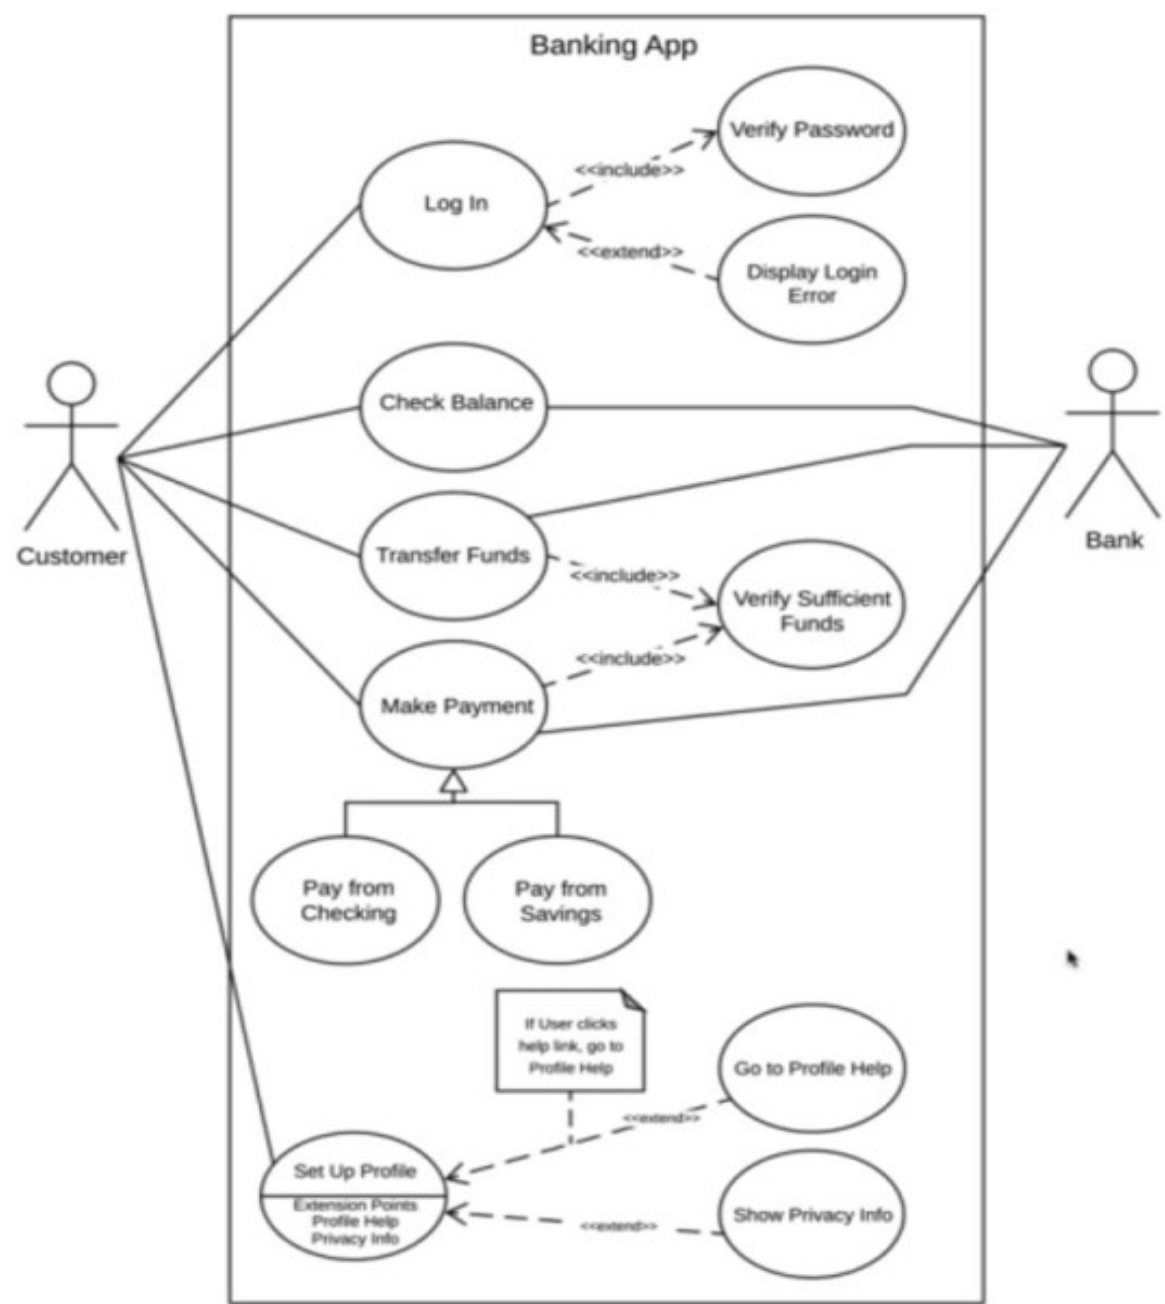 Banking App
Verify Password
<<include>>
Log In
<<extend>>
Display Login
Error
Check Balance
Customer
Bank
Transfer Funds
<<include>>
Verify Sufficient
Funds
<<include>>
Make Payment
Pay from
Checking
Pay from
Savings
If User clicks
help link, go to
Profile Help
Go to Profile Help
<<extend>>
Set Up Profile
Extension Points
Profile Help
Privacy Info
<<extend>>
Show Privacy Info